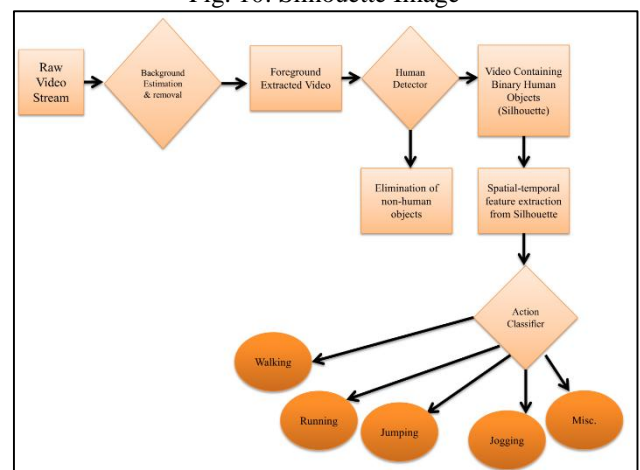 Fig. 10: Silhouette Image
Raw
Video
Stream
Background
Estimation
& removal
Foreground
Extracted Video
Human
Detector
Video Containing
Binary Human
Objects
(Silhouette)
Elimination of
non-human
objects
Spatial-temporal
feature extraction
from Silhouette
Action
Classifier
Walking
Running
Jumping
Jogging
Misc.